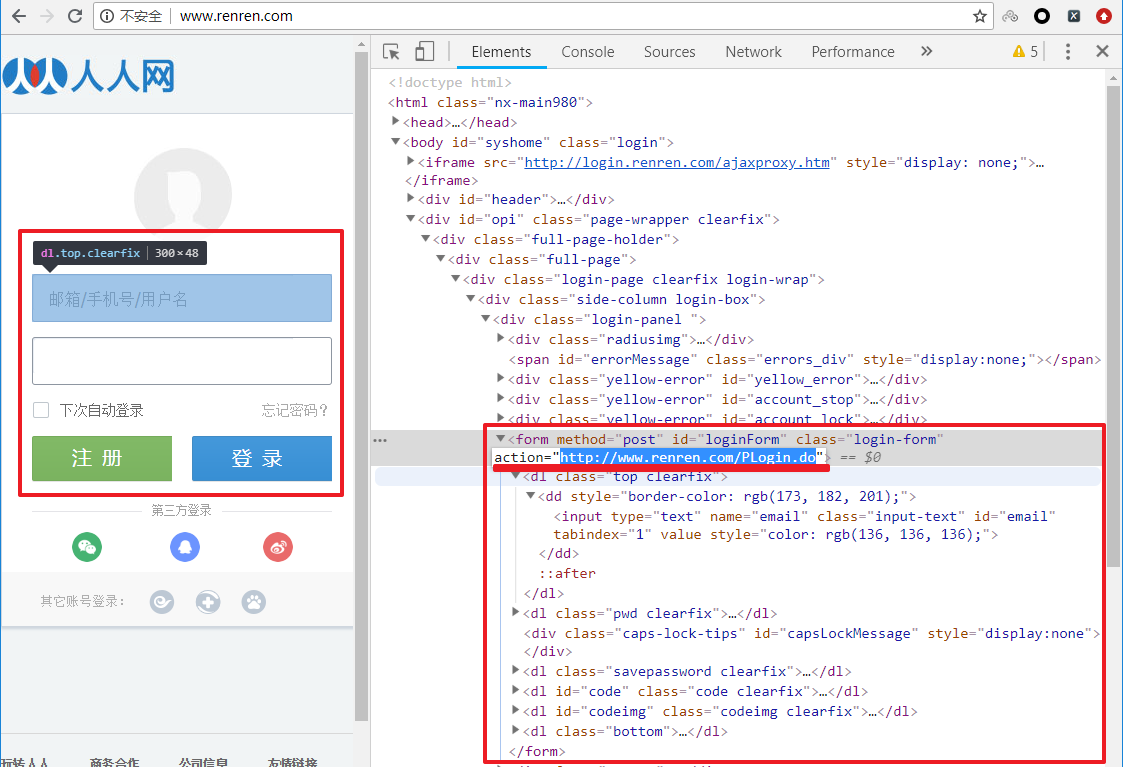 不安全 www.renren.com
人人网
dl.top.clearfix 300×48
邮箱/手机号/用户名
下次自动登录 忘记密码?
注 册 登 录
第三方登录
其它账号登录:
玩转人人 商务合作 公司信息 友情链接
Elements Console Sources Network Performance » 5
<!doctype html>
<html class="nx-main980">
<head>…</head>
<body id="syshome" class="login">
<iframe src="http://login.renren.com/ajaxproxy.htm" style="display: none;">…
</iframe>
<div id="header">…</div>
<div id="opi" class="page-wrapper clearfix">
<div class="full-page-holder">
<div class="full-page">
<div class="login-page clearfix login-wrap">
<div class="side-column login-box">
<div class="login-panel ">
<div class="radiusimg">…</div>
<span id="errorMessage" class="errors_div" style="display:none;"></span>
<div class="yellow-error" id="yellow_error">…</div>
<div class="yellow-error" id="account_stop">…</div>
<div class="yellow-error" id="account_lock">…</div>
<form method="post" id="loginForm" class="login-form"
action="http://www.renren.com/PLogin.do"> == $0
<dl class="top clearfix">
<dd style="border-color: rgb(173, 182, 201);">
<input type="text" name="email" class="input-text" id="email"
tabindex="1" value style="color: rgb(136, 136, 136);">
</dd>
::after
</dl>
<dl class="pwd clearfix">…</dl>
<div class="caps-lock-tips" id="capsLockMessage" style="display:none">
</div>
<dl class="savepassword clearfix">…</dl>
<dl id="code" class="code clearfix">…</dl>
<dl id="codeimg" class="codeimg clearfix">…</dl>
<dl class="bottom">…</dl>
</form>